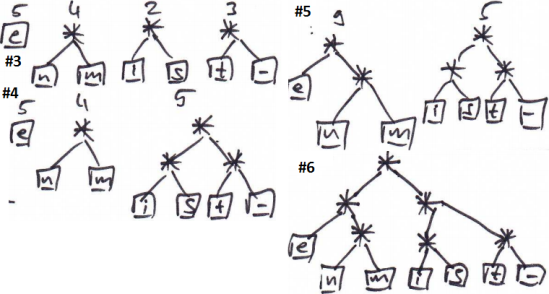 5 4 2 3
e * * *
#3
n m i s t -
#4
5 4 5
e * *
* *
n m
i s t -
#5
9 5
* *
e * * *
n m i s t -
#6
*
* *
e * * *
n m i s t -